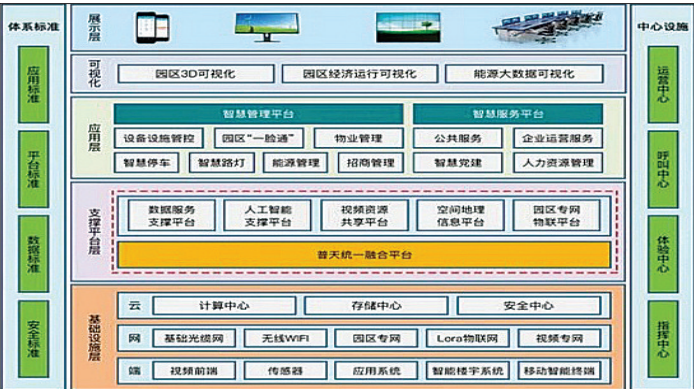 体系标准
应用标准
平台标准
数据标准
安全标准
展示层
可视化
园区3D可视化
园区经济运行可视化
能源大数据可视化
应用层
智慧管理平台
智慧服务平台
设备设施管控
园区“一脸通”
物业管理
公共服务
企业运营服务
智慧停车
智慧路灯
能源管理
招商管理
智慧党建
人力资源管理
支撑平台层
数据服务
支撑平台
人工智能
支撑平台
视频资源
共享平台
空间地理
信息平台
园区专网
物联平台
普天统一融合平台
基础设施层
云
计算中心
存储中心
安全中心
网
基础光缆网
无线WIFI
园区专网
Lora物联网
视频专网
端
视频前端
传感器
应用系统
智能楼宇系统
移动智能终端
中心设施
运营中心
呼叫中心
体验中心
指挥中心